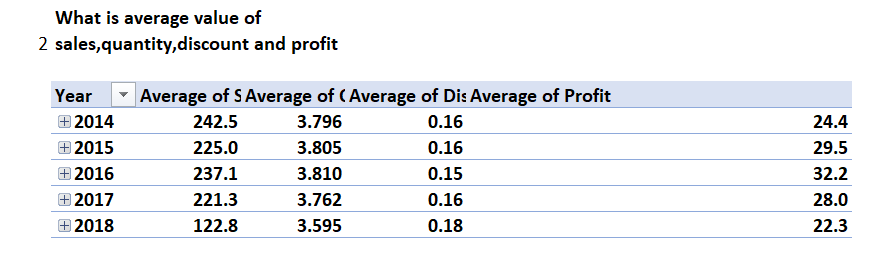 What is average value of
2 sales,quantity,discount and profit
Year Average of S Average of ( Average of Dis Average of Profit
2014 242.5 3.796 0.16 24.4
2015 225.0 3.805 0.16 29.5
2016 237.1 3.810 0.15 32.2
2017 221.3 3.762 0.16 28.0
2018 122.8 3.595 0.18 22.3